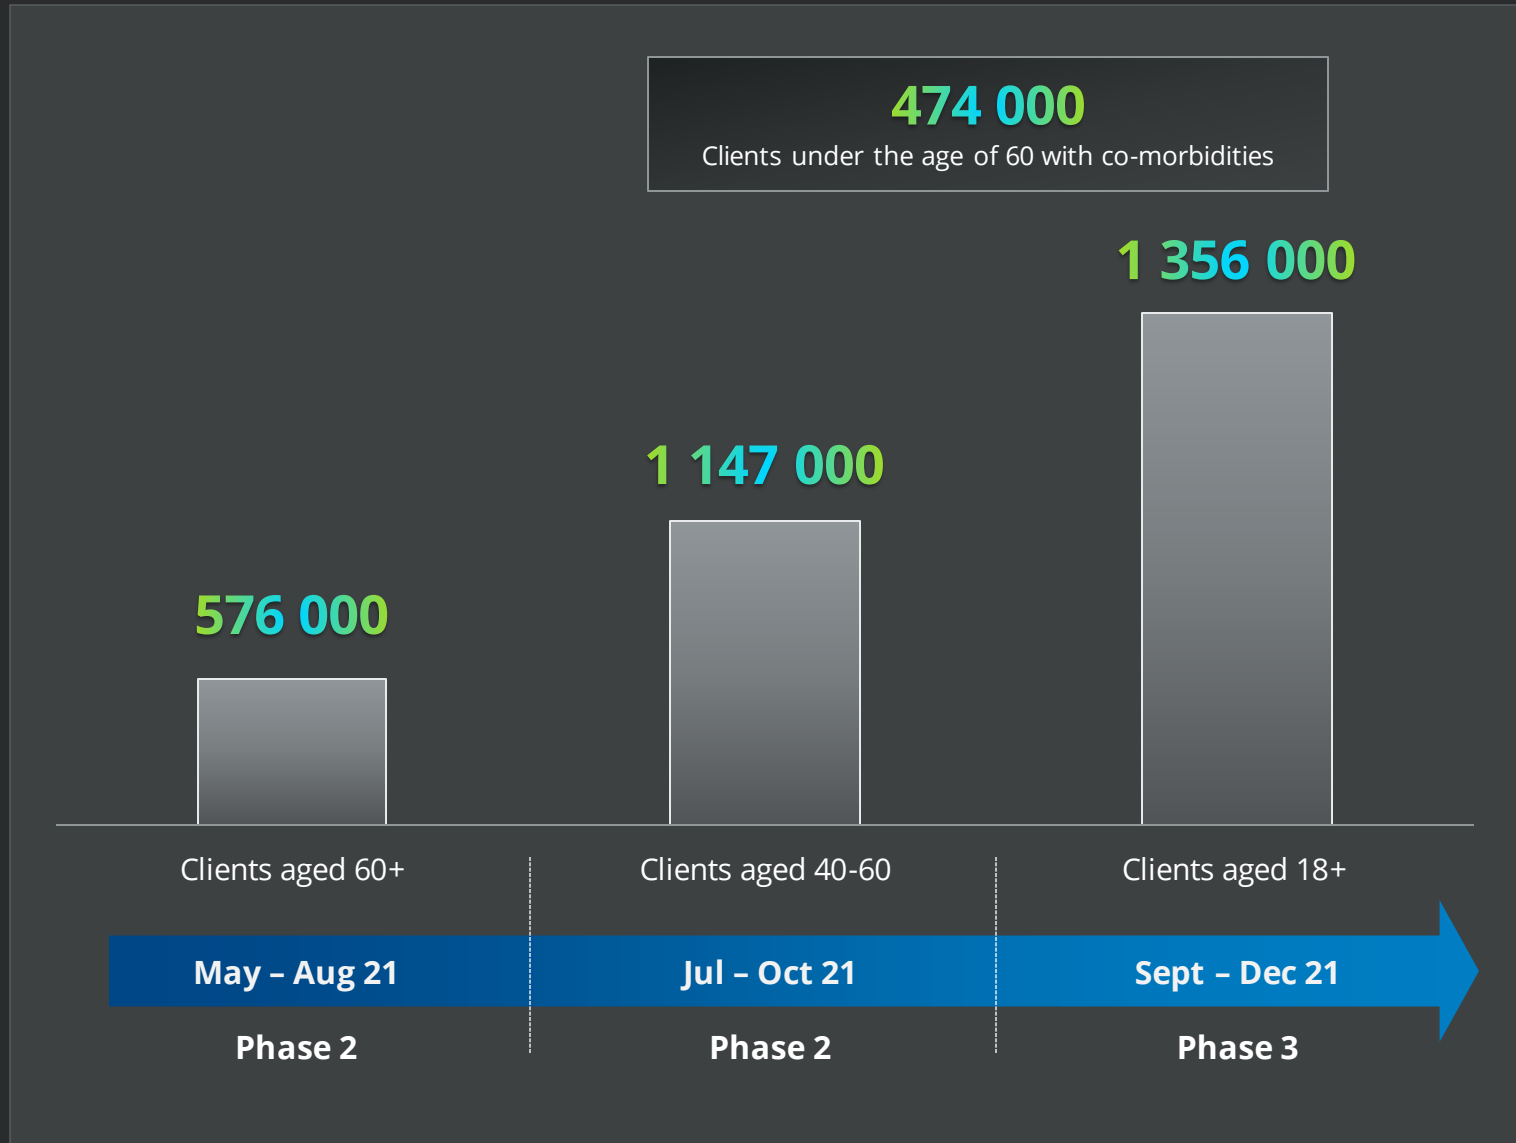 474 000
Clients under the age of 60 with co-morbidities
1 356 000
1 147 000
576 000
Clients aged 60+
Clients aged 40-60
Clients aged 18+
May – Aug 21
Jul – Oct 21
Sept – Dec 21
Phase 2
Phase 2
Phase 3